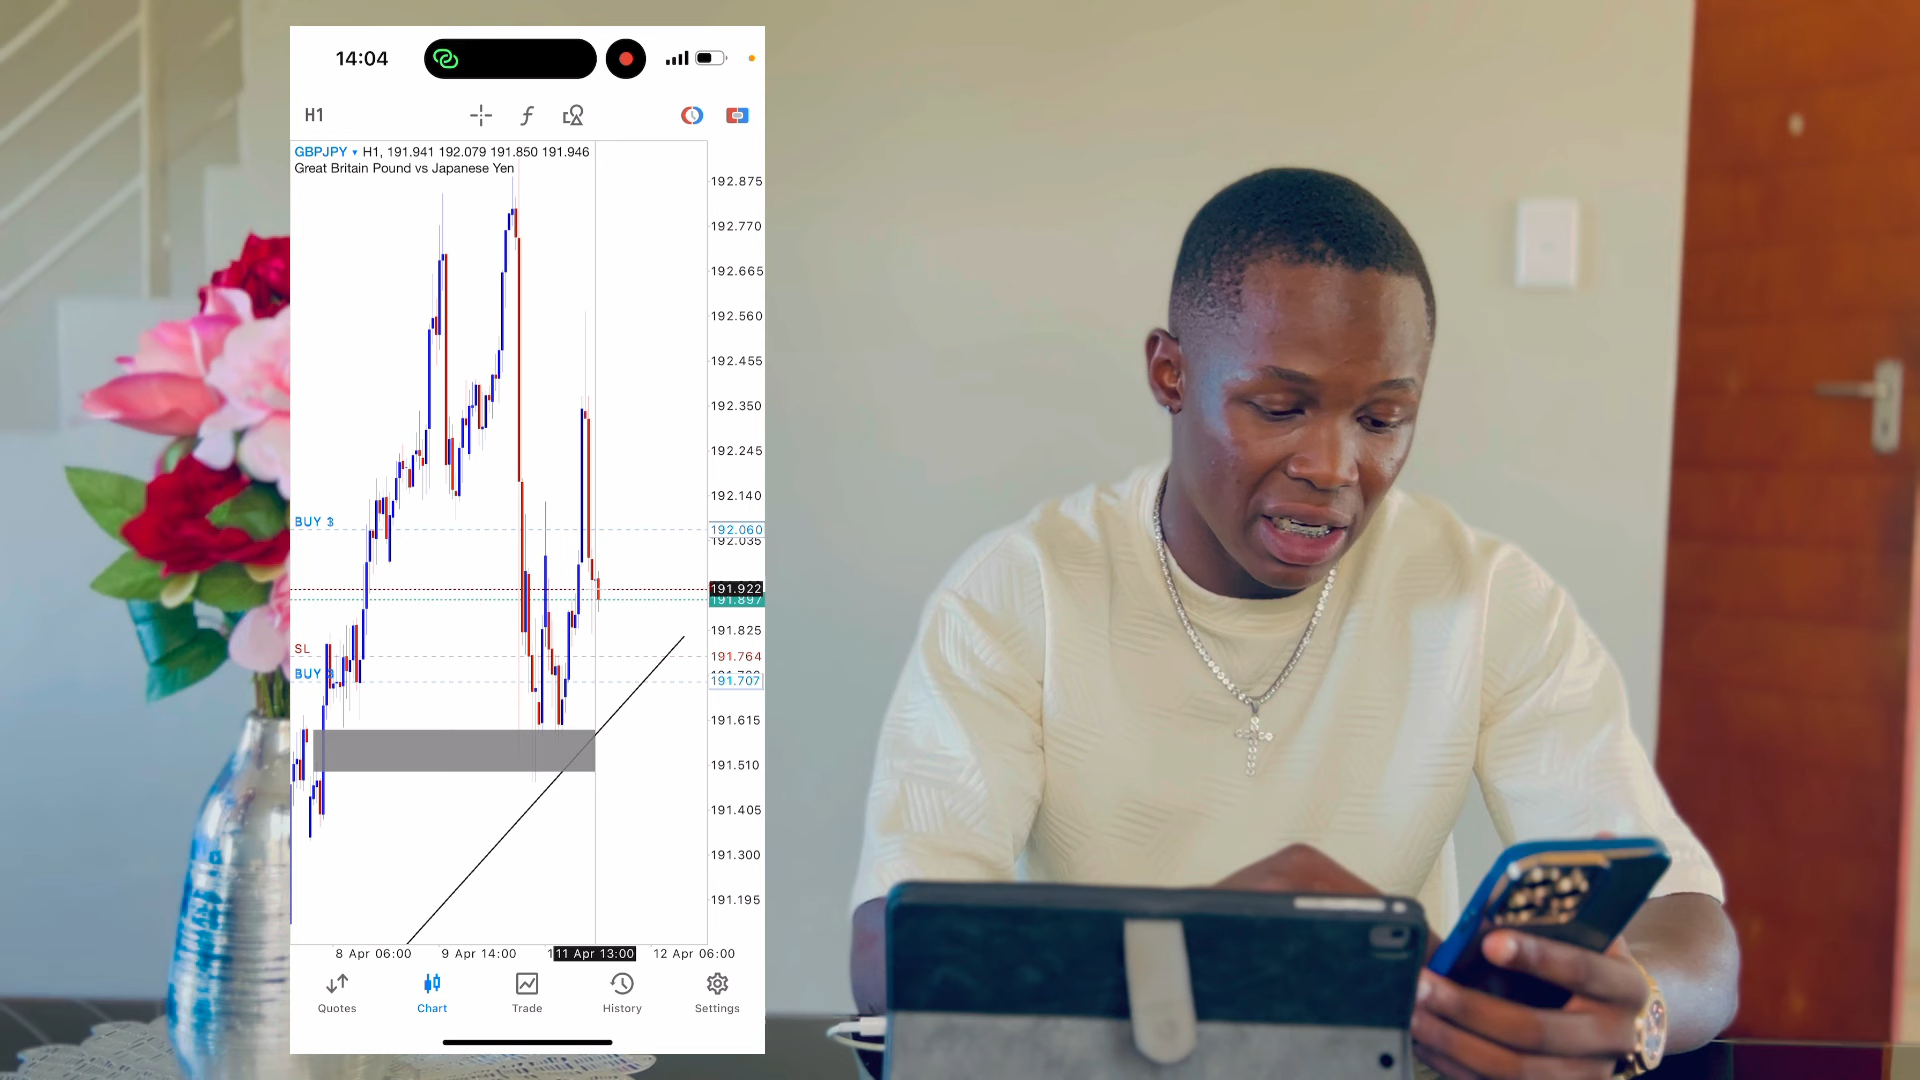 14:04
H1
GBPJPY H1, 191.941 192.079 191.850 191.946
Great Britain Pound vs Japanese Yen
192.875
192.770
192.665
192.560
192.455
192.350
192.245
192.140
BUY 3
192.060
192.035
191.922
191.897
191.825
SL
191.764
BUY
191.707
191.615
191.510
191.405
191.300
191.195
8 Apr 06:00 9 Apr 14:00 11 Apr 13:00 12 Apr 06:00
Quotes Chart Trade History Settings